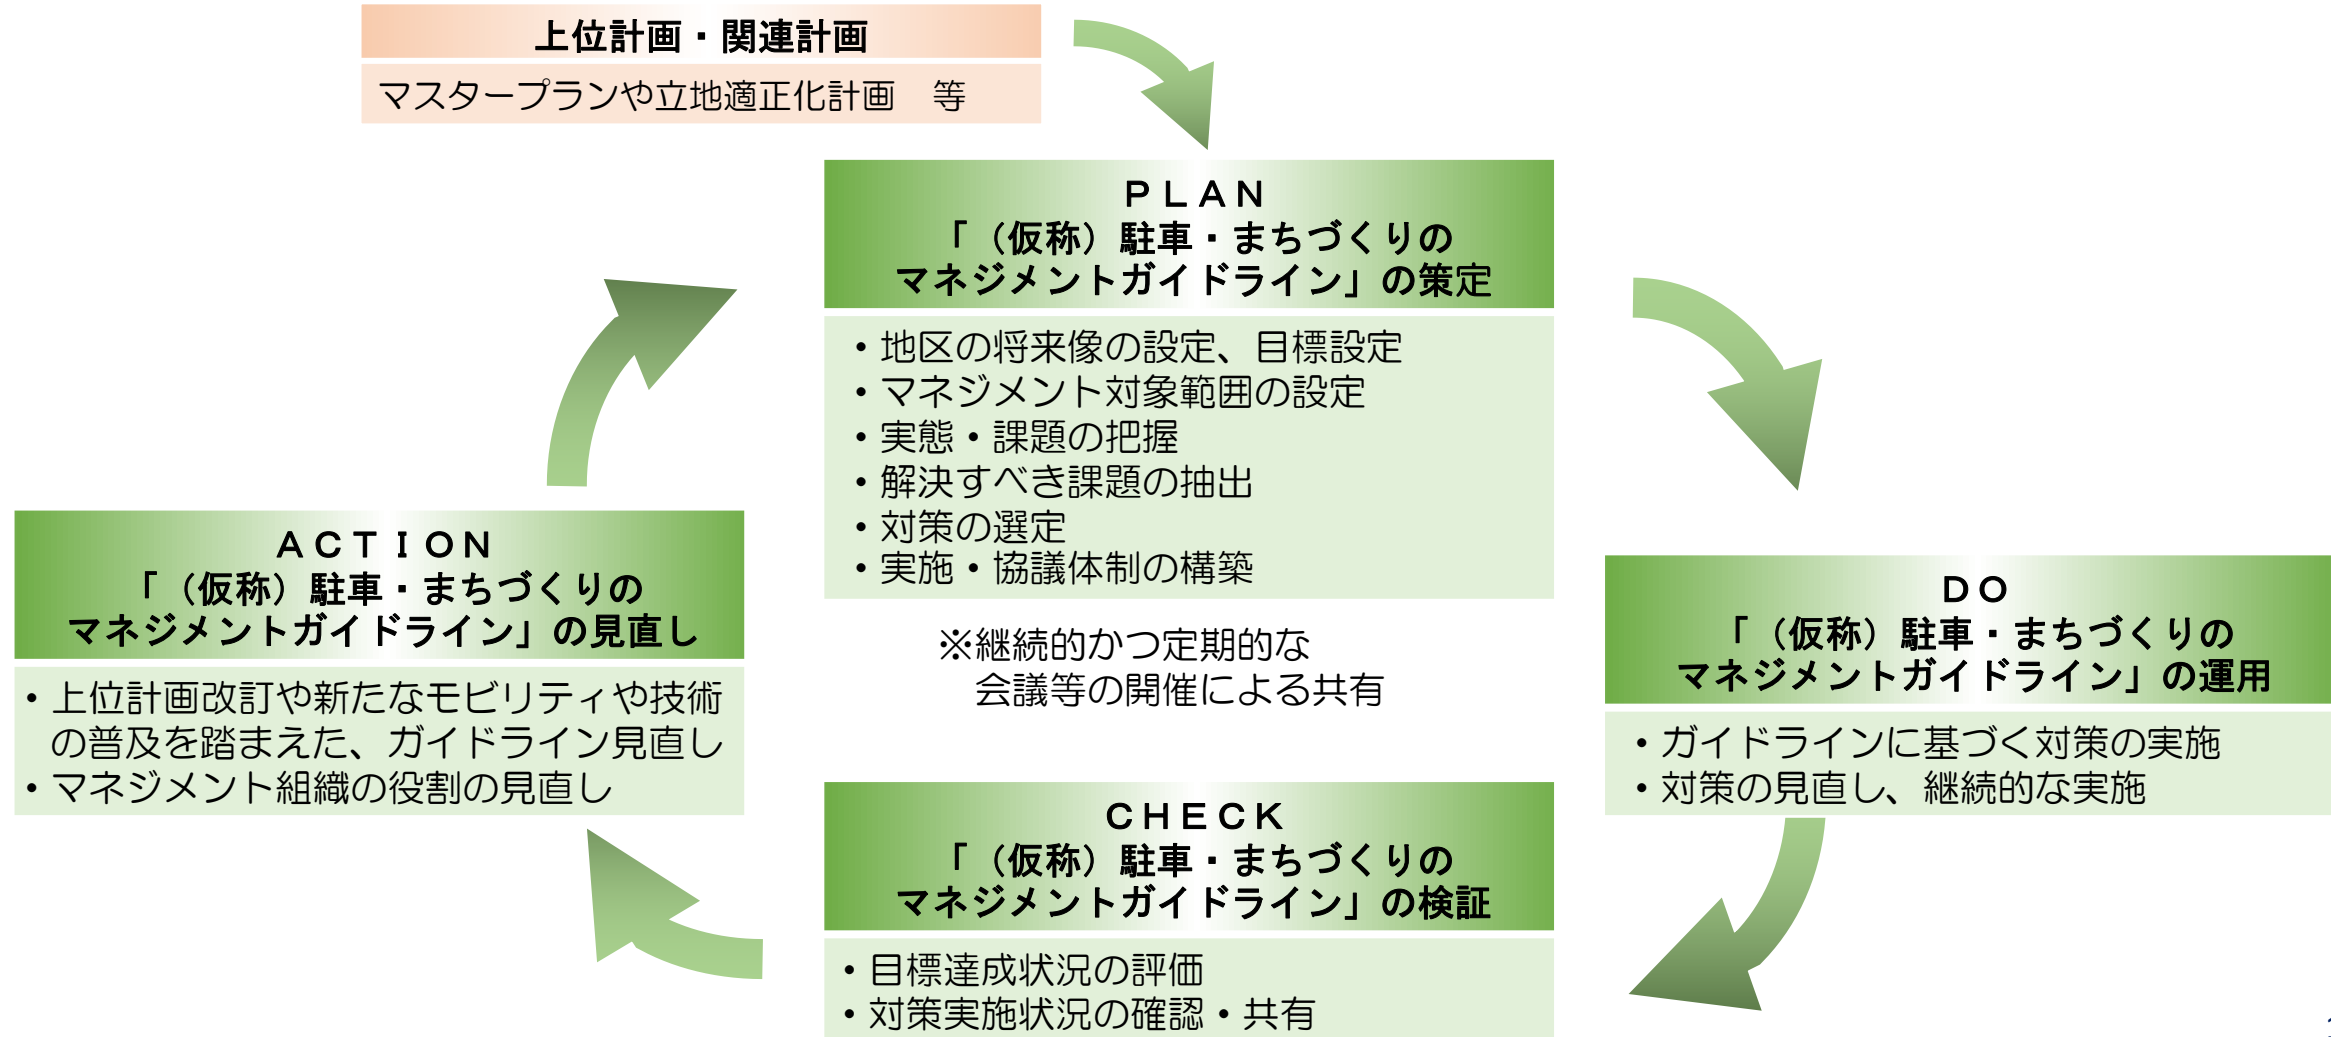 上位計画・関連計画
マスタープランや立地適正化計画　等
ＰＬＡＮ
「（仮称）駐車・まちづくりの
マネジメントガイドライン」の策定
・地区の将来像の設定、目標設定
・マネジメント対象範囲の設定
・実態・課題の把握
・解決すべき課題の抽出
・対策の選定
・実施・協議体制の構築
※継続的かつ定期的な
会議等の開催による共有
ＤＯ
「（仮称）駐車・まちづくりの
マネジメントガイドライン」の運用
・ガイドラインに基づく対策の実施
・対策の見直し、継続的な実施
ＣＨＥＣＫ
「（仮称）駐車・まちづくりの
マネジメントガイドライン」の検証
・目標達成状況の評価
・対策実施状況の確認・共有
ＡＣＴＩＯＮ
「（仮称）駐車・まちづくりの
マネジメントガイドライン」の見直し
・上位計画改訂や新たなモビリティや技術
の普及を踏まえた、ガイドライン見直し
・マネジメント組織の役割の見直し